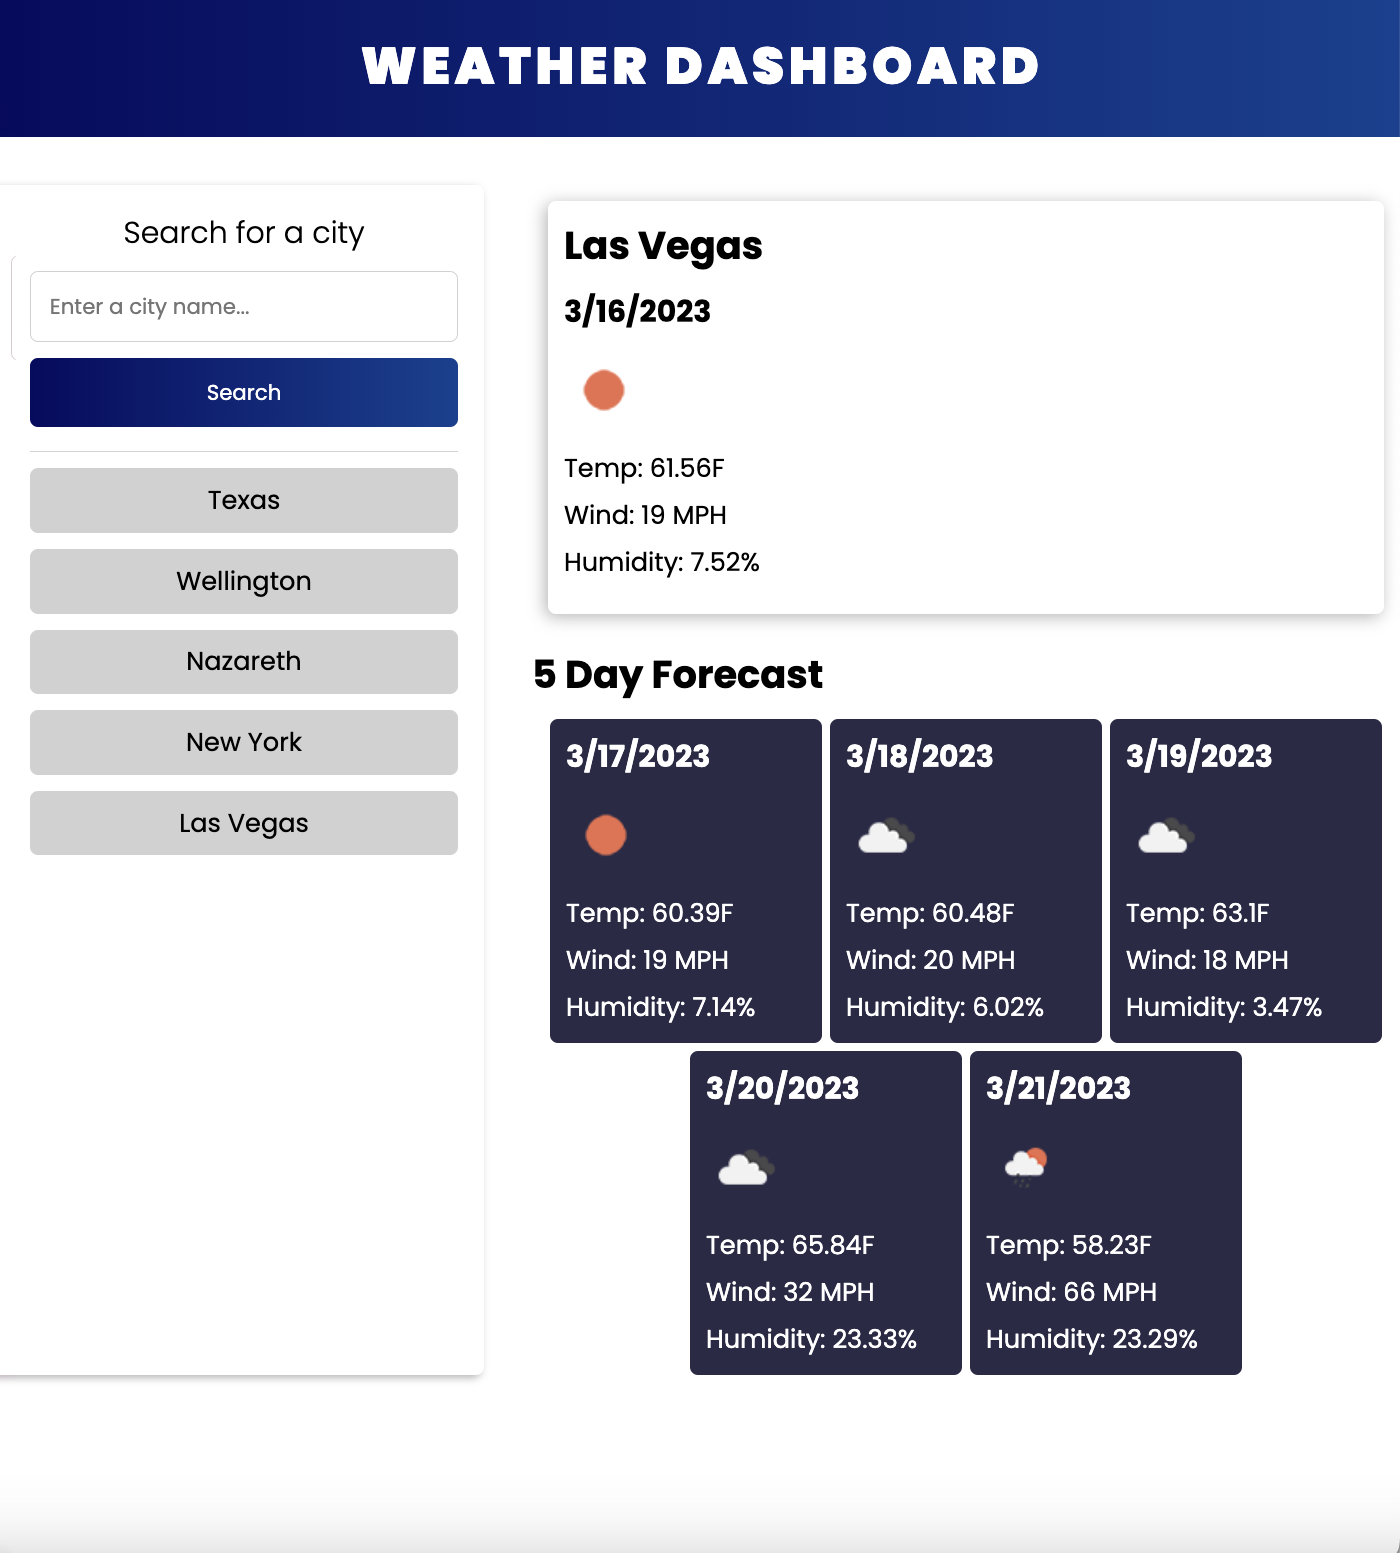 WEATHER DASHBOARD
Search for a city
Enter a city name...
Search
Texas
Wellington
Nazareth
New York
Las Vegas
Las Vegas
3/16/2023
Temp: 61.56F
Wind: 19 MPH
Humidity: 7.52%
5 Day Forecast
3/17/2023
Temp: 60.39F
Wind: 19 MPH
Humidity: 7.14%
3/18/2023
Temp: 60.48F
Wind: 20 MPH
Humidity: 6.02%
3/19/2023
Temp: 63.1F
Wind: 18 MPH
Humidity: 3.47%
3/20/2023
Temp: 65.84F
Wind: 32 MPH
Humidity: 23.33%
3/21/2023
Temp: 58.23F
Wind: 66 MPH
Humidity: 23.29%